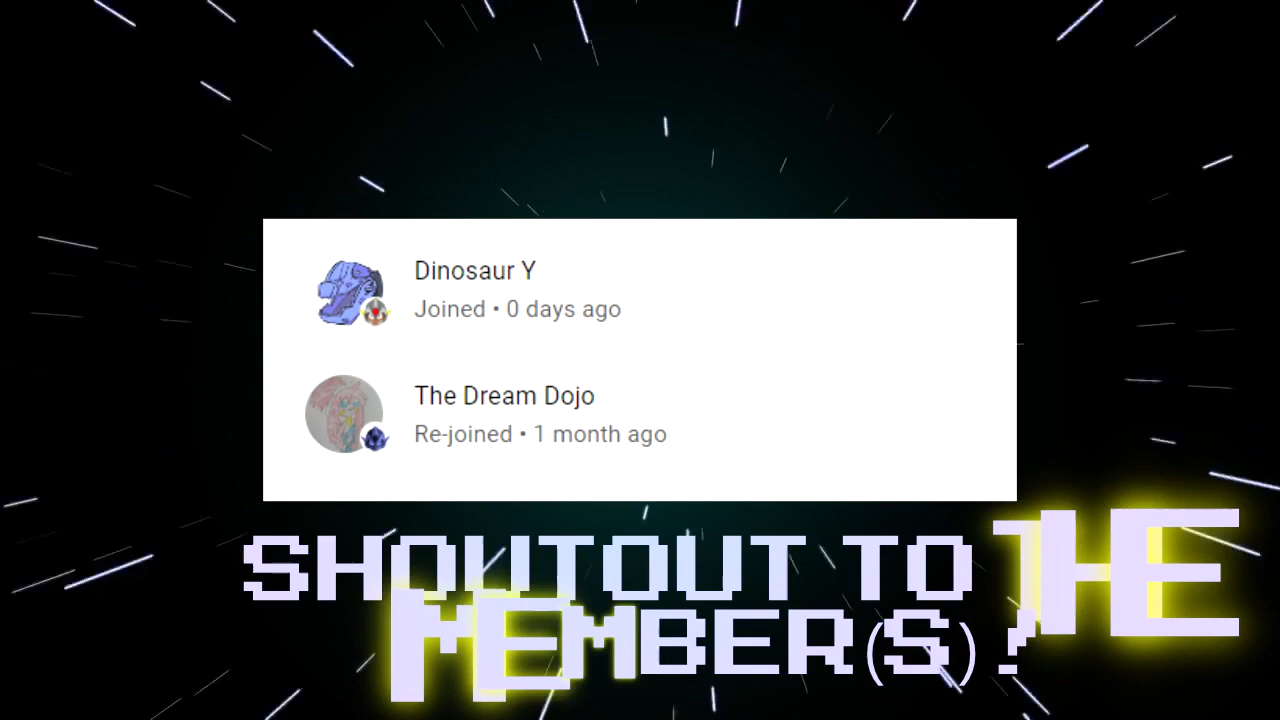 Dinosaur Y
Joined • 0 days ago
The Dream Dojo
Re-joined • 1 month ago
SHOUTOUT TO THE
MEMBER(S)!